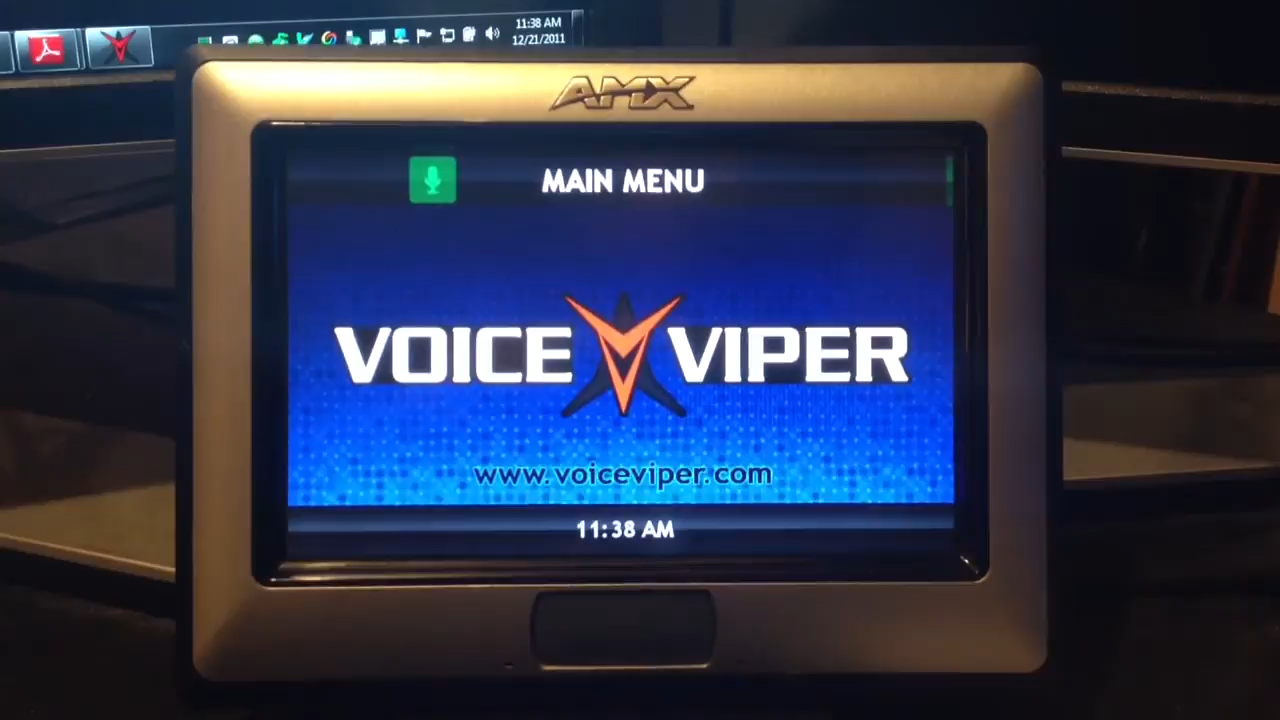 11:38 AM
12/21/2011
AMX
MAIN MENU
VOICE VIPER
www.voiceviper.com
11:38 AM